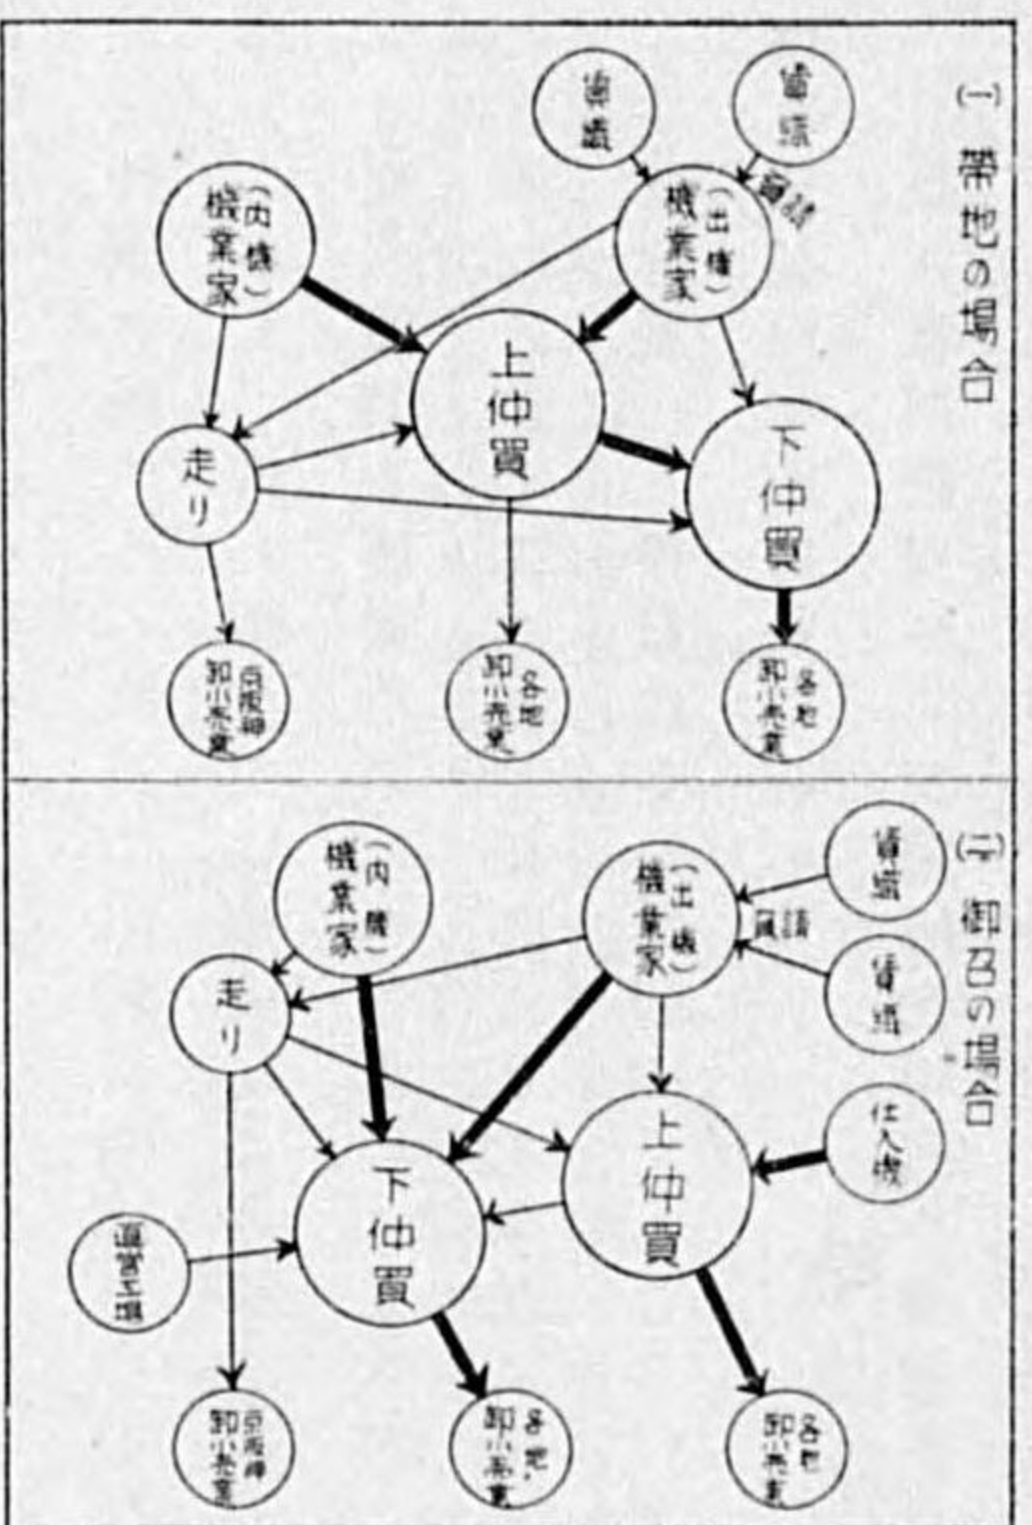 (一) 帯地の場合
賃織
賃織
機業家
(出機)
機業家
(内機)
上仲買
下仲買
走り
各地
卸小売業
各地
卸小売業
京阪神
卸小売業
(二) 御召の場合
賃織
賃織
仕入機
機業家
(出機)
機業家
(内機)
走り
上仲買
下仲買
直営工場
各地
卸小売業
各地
卸小売業
京阪神
卸小売業